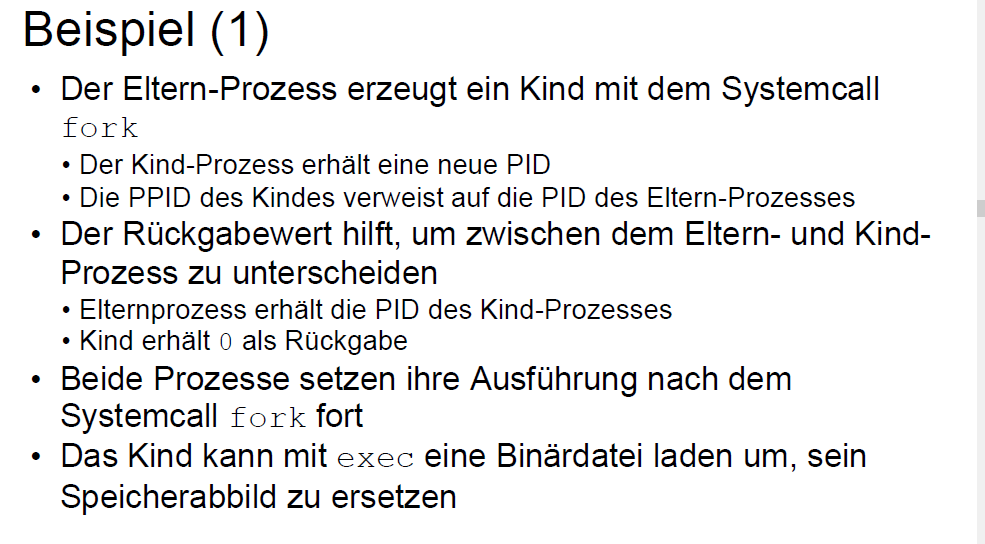 Beispiel (1)
• Der Eltern-Prozess erzeugt ein Kind mit dem Systemcall
fork
• Der Kind-Prozess erhält eine neue PID
• Die PPID des Kindes verweist auf die PID des Eltern-Prozesses
• Der Rückgabewert hilft, um zwischen dem Eltern- und Kind-
Prozess zu unterscheiden
• Elternprozess erhält die PID des Kind-Prozesses
• Kind erhält 0 als Rückgabe
• Beide Prozesse setzen ihre Ausführung nach dem
Systemcall fork fort
• Das Kind kann mit exec eine Binärdatei laden um, sein
Speicherabbild zu ersetzen